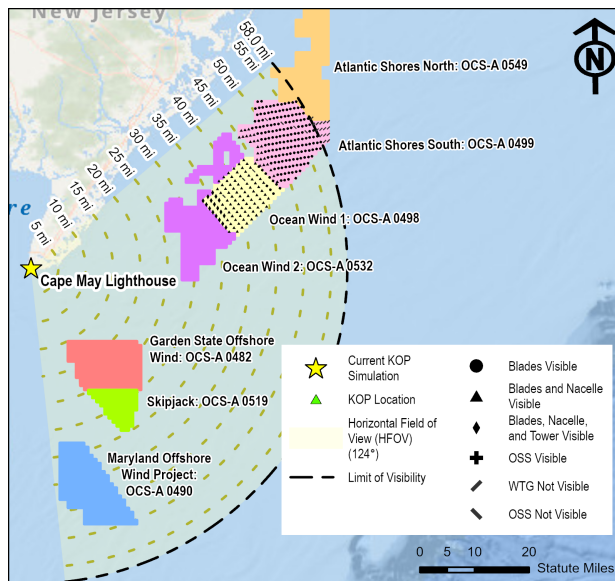 New Jersey
58.0 mi
55 mi
50 mi
45 mi
40 mi
35 mi
30 mi
25 mi
20 mi
15 mi
10 mi
5 mi
N
Atlantic Shores North: OCS-A 0549
Atlantic Shores South: OCS-A 0499
Ocean Wind 1: OCS-A 0498
Ocean Wind 2: OCS-A 0532
re
Cape May Lighthouse
Garden State Offshore
Wind: OCS-A 0482
Skipjack: OCS-A 0519
Maryland Offshore
Wind Project:
OCS-A 0490
Current KOP
Simulation
KOP Location
Horizontal Field of
View (HFOV)
(124°)
Limit of Visibility
Blades Visible
Blades and Nacelle
Visible
Blades, Nacelle,
and Tower Visible
OSS Visible
WTG Not Visible
OSS Not Visible
0 5 10 20
Statute Miles